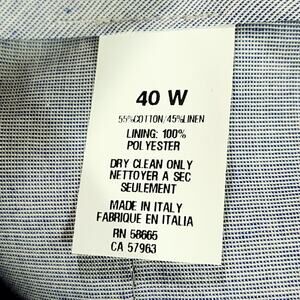 40 W
55%COTTON/45%LINEN
LINING: 100%
POLYESTER
DRY CLEAN ONLY
NETTOYER A SEC
SEULEMENT
MADE IN ITALY
FABRIQUE EN ITALIA
RN 58665
CA 57963